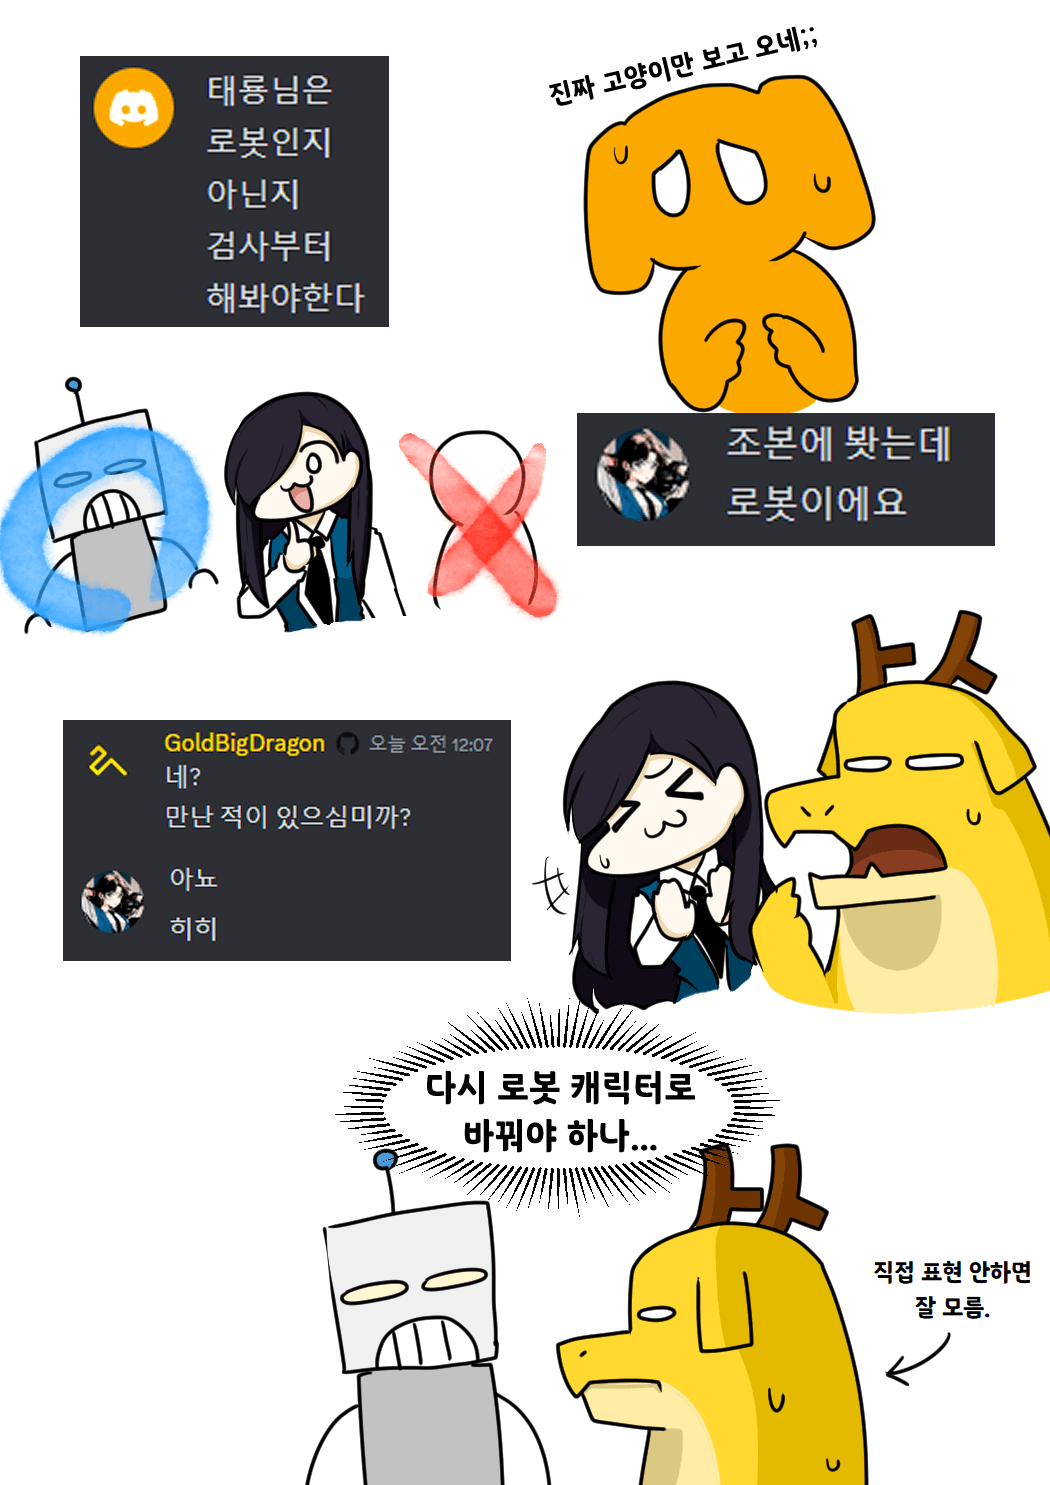 진짜 고양이만 보고 오네;;
태룡님은
로봇인지
아닌지
검사부터
해봐야한다
조본에 봣는데
로봇이에요
GoldBigDragon 오늘 오전 12:07
네?
만난 적이 있으심미까?
아뇨
히히
다시 로봇 캐릭터로
바꿔야 하나...
직접 표현 안하면
잘 모름.